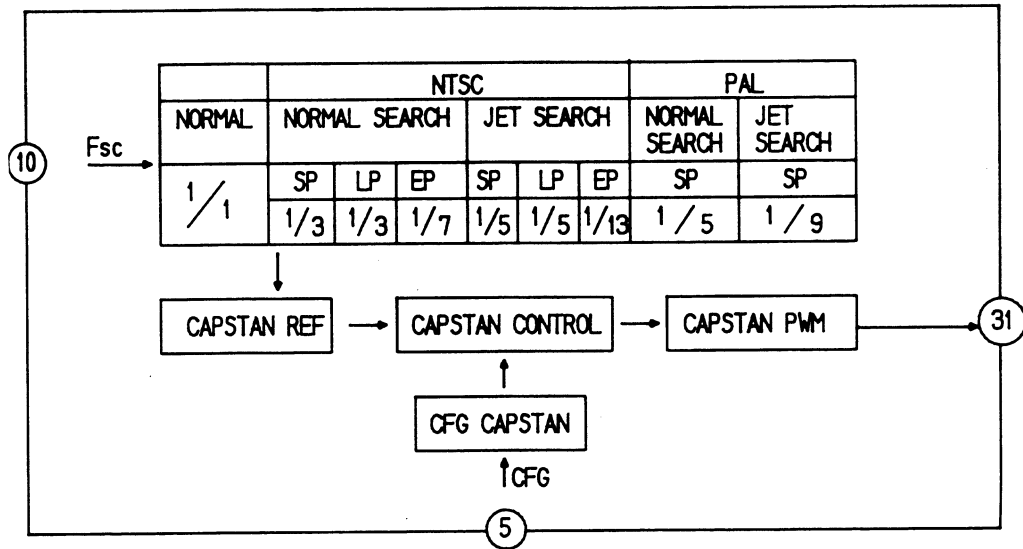 NTSC PAL
NORMAL NORMAL SEARCH JET SEARCH NORMAL SEARCH JET SEARCH
10 Fsc
1/1 SP LP EP SP LP EP SP SP
1/3 1/3 1/7 1/5 1/5 1/13 1/5 1/9
CAPSTAN REF CAPSTAN CONTROL CAPSTAN PWM 31
CFG CAPSTAN
CFG
5